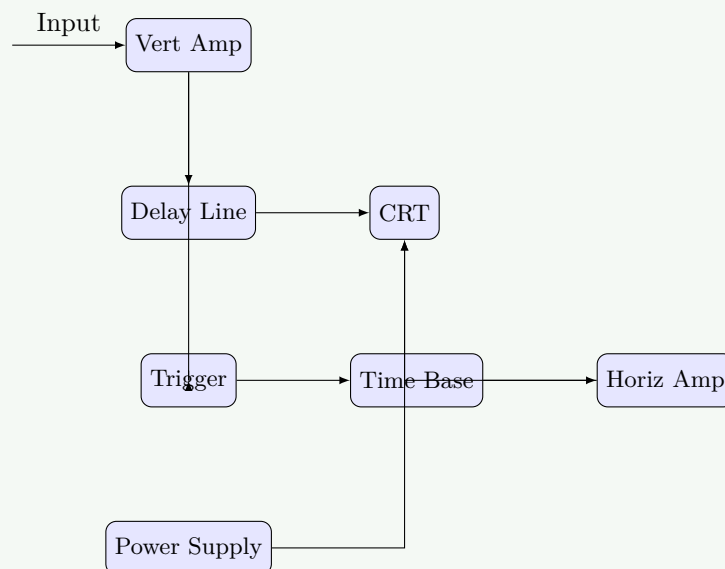 Input
Vert Amp
Delay Line
CRT
Trigger
Time Base
Horiz Amp
Power Supply